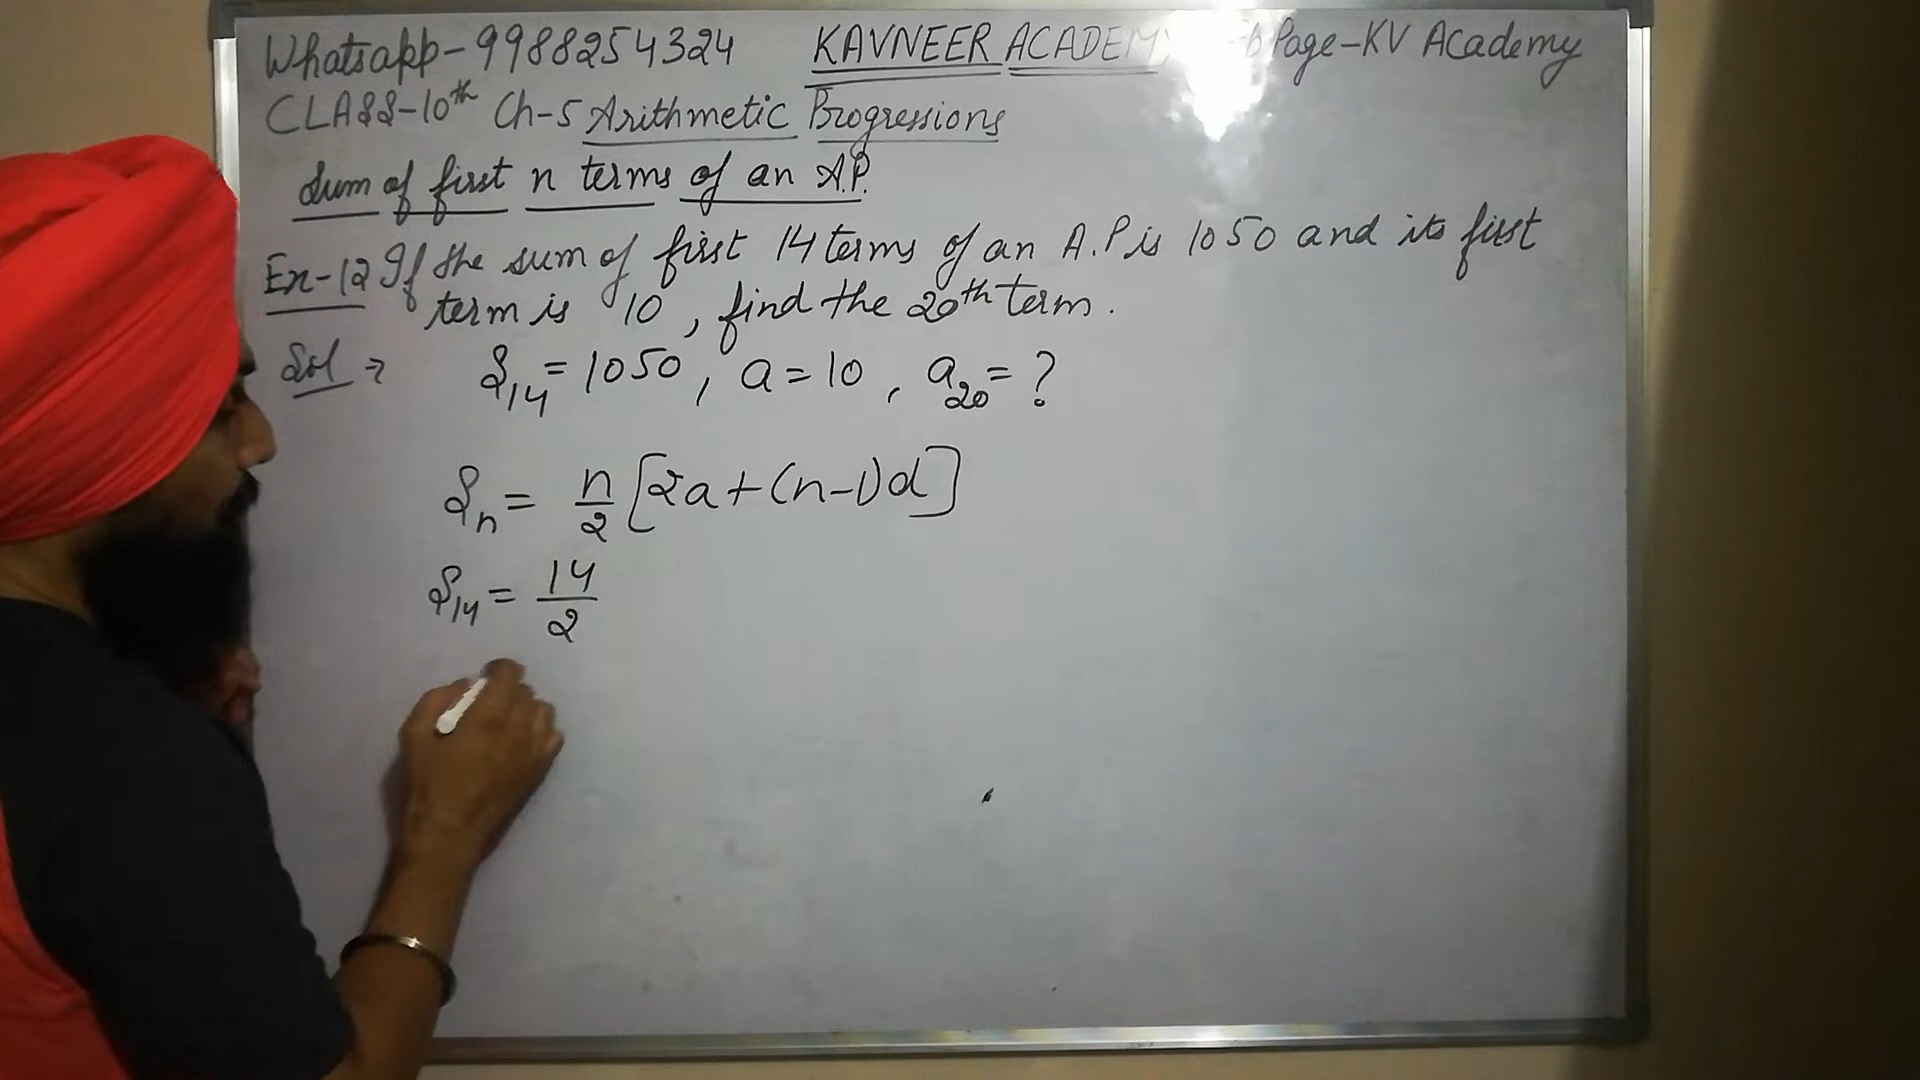 Whatsapp-9988254324 KAVNEER ACADEMY Page-KV Academy
CLASS-10th Ch-5 Arithmetic Progressions
Sum of first n terms of an A.P.
Ex-12 If the sum of first 14 terms of an A.P is 1050 and its first
term is 10, find the 20th term.
Sol → S₁₄ = 1050, a = 10, a₂₀ = ?
Sₙ = n/2 [2a + (n-1)d]
S₁₄ = 14/2